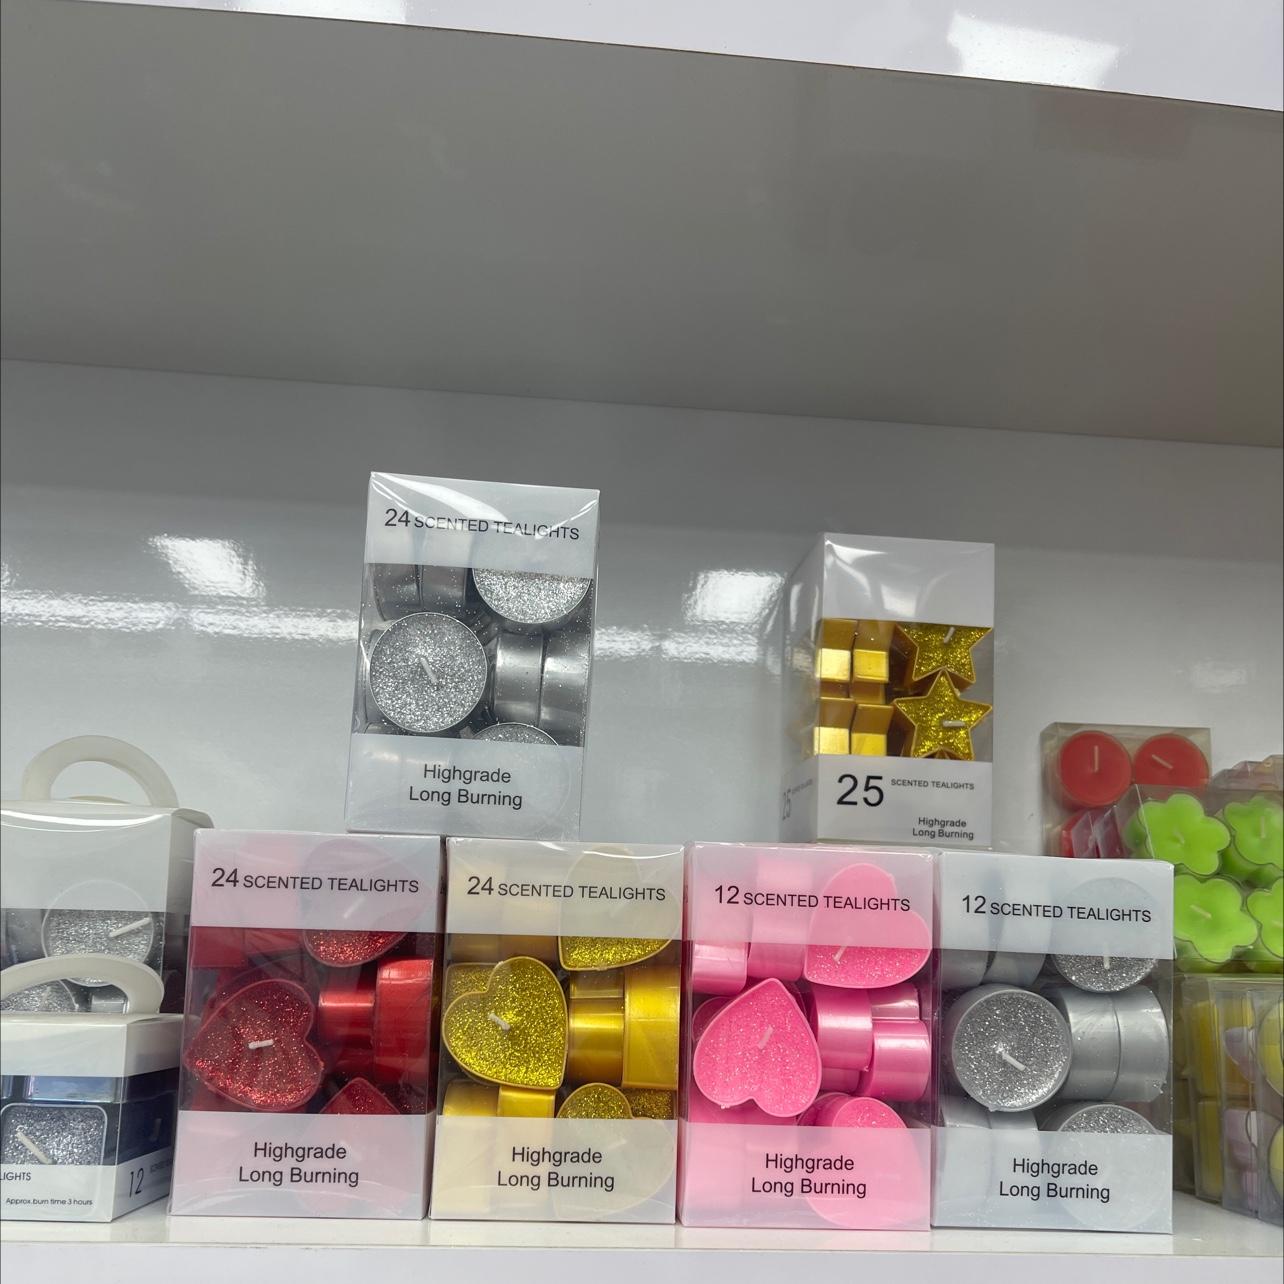 24 SCENTED TEALIGHTS
Highgrade
Long Burning
25 SCENTED TEALIGHTS
Highgrade
Long Burning
25
24 SCENTED TEALIGHTS
Highgrade
Long Burning
24 SCENTED TEALIGHTS
Highgrade
Long Burning
12 SCENTED TEALIGHTS
Highgrade
Long Burning
12 SCENTED TEALIGHTS
Highgrade
Long Burning
LIGHTS
Approx.burn time 3 hours
12